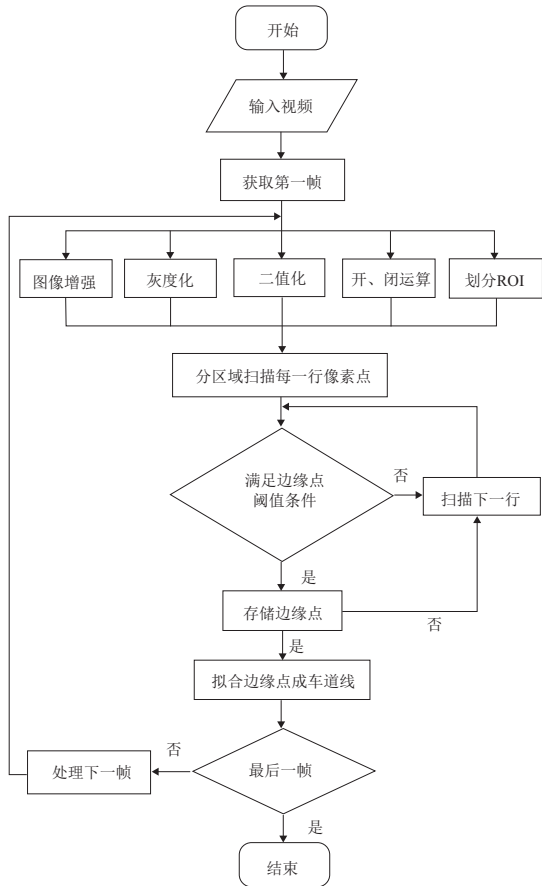 开始
输入视频
获取第一帧
图像增强
灰度化
二值化
开、闭运算
划分ROI
分区域扫描每一行像素点
满足边缘点
阈值条件
否
扫描下一行
是
存储边缘点
否
是
拟合边缘点成车道线
否
处理下一帧
最后一帧
是
结束